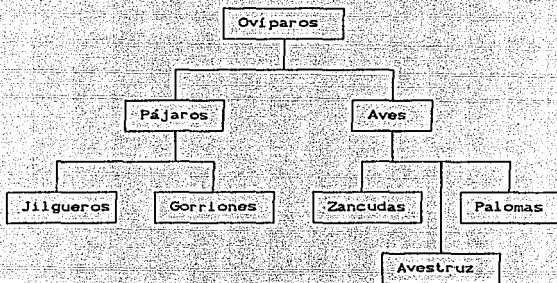 Ovíparos
Pájaros
Aves
Jilgueros
Gorriones
Zancudas
Palomas
Avestruz